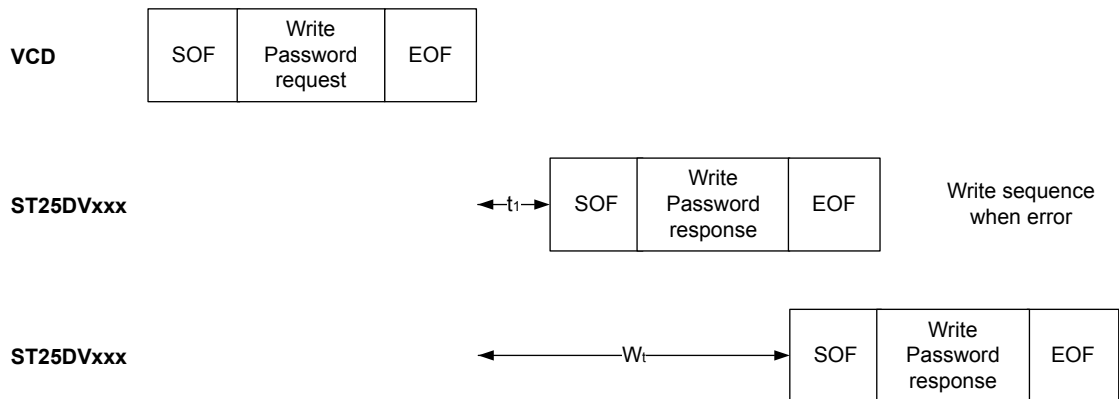 VCD
SOF
Write
Password
request
EOF
ST25DVxxx
t1
SOF
Write
Password
response
EOF
Write sequence
when error
ST25DVxxx
Wt
SOF
Write
Password
response
EOF